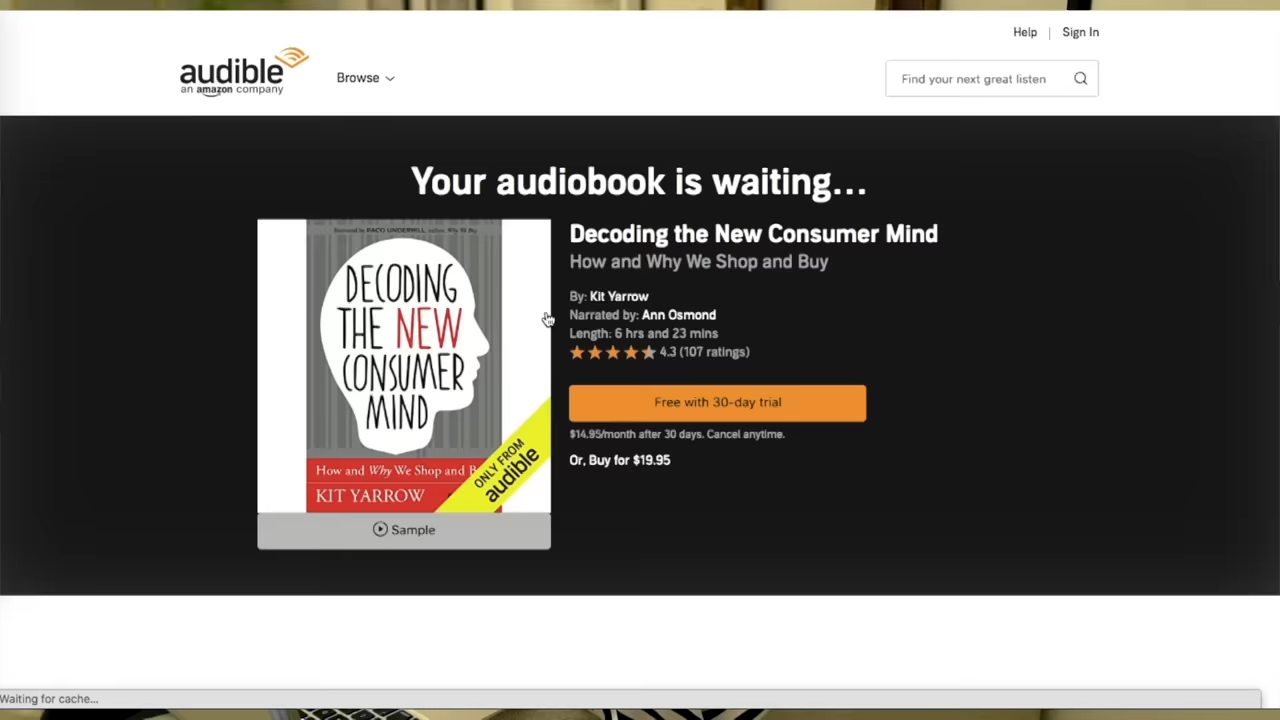 Help | Sign In
audible
an amazon company
Browse
Find your next great listen
Your audiobook is waiting...
DECODING
THE NEW
CONSUMER
MIND
How and Why We Shop and B
KIT YARROW
ONLY FROM
audible
Sample
Decoding the New Consumer Mind
How and Why We Shop and Buy
By: Kit Yarrow
Narrated by: Ann Osmond
Length: 6 hrs and 23 mins
4.3 (107 ratings)
Free with 30-day trial
$14.95/month after 30 days. Cancel anytime.
Or, Buy for $19.95
Waiting for cache...